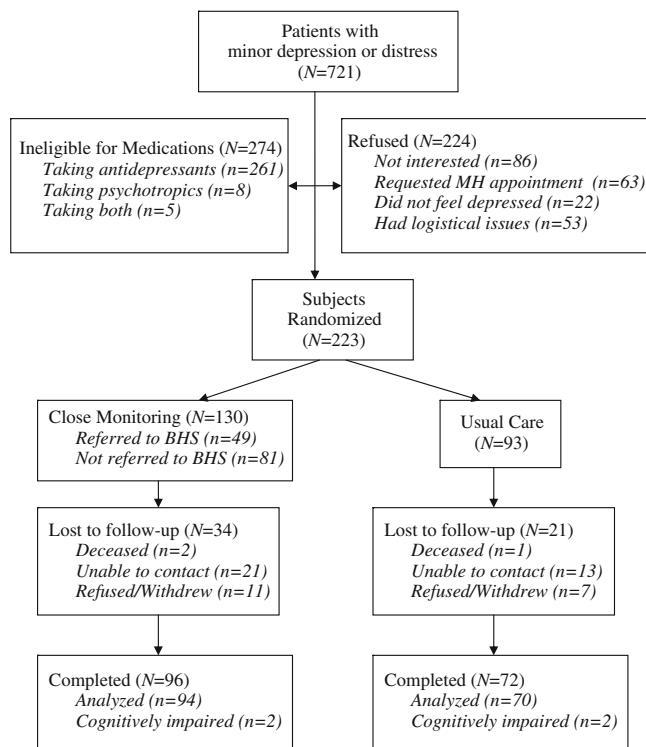 Patients with
minor depression or distress
(N=721)
Ineligible for Medications (N=274)
Taking antidepressants (n=261)
Taking psychotropics (n=8)
Taking both (n=5)
Refused (N=224)
Not interested (n=86)
Requested MH appointment (n=63)
Did not feel depressed (n=22)
Had logistical issues (n=53)
Subjects
Randomized
(N=223)
Close Monitoring (N=130)
Referred to BHS (n=49)
Not referred to BHS (n=81)
Usual Care
(N=93)
Lost to follow-up (N=34)
Deceased (n=2)
Unable to contact (n=21)
Refused/Withdrew (n=11)
Lost to follow-up (N=21)
Deceased (n=1)
Unable to contact (n=13)
Refused/Withdrew (n=7)
Completed (N=96)
Analyzed (n=94)
Cognitively impaired (n=2)
Completed (N=72)
Analyzed (n=70)
Cognitively impaired (n=2)